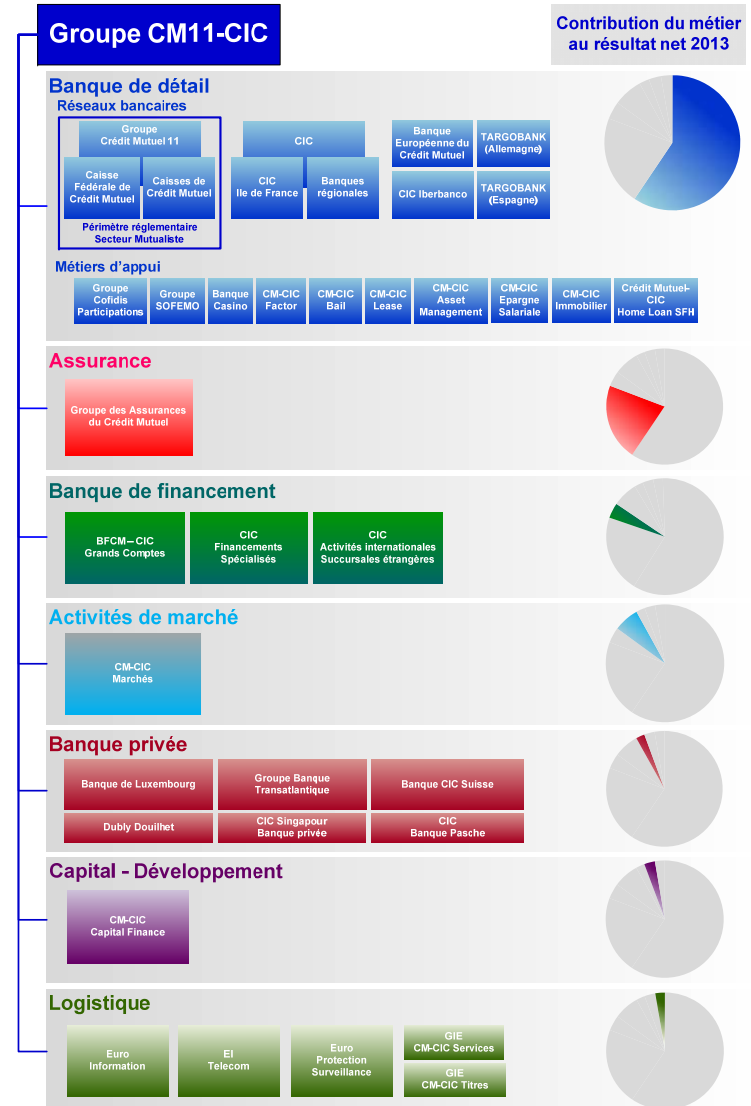 Groupe CM11-CIC
Contribution du métier
au résultat net 2013
Banque de détail
Réseaux bancaires
Groupe
Crédit Mutuel 11
Caisse
Fédérale de
Crédit Mutuel
Caisses de
Crédit Mutuel
Périmètre réglementaire
Secteur Mutualiste
CIC
CIC
Ile de France
Banques
régionales
Banque
Européenne du
Crédit Mutuel
TARGOBANK
(Allemagne)
CIC Iberbanco
TARGOBANK
(Espagne)
Métiers d'appui
Groupe
Cofidis
Participations
Groupe
SOFEMO
Banque
Casino
CM-CIC
Factor
CM-CIC
Bail
CM-CIC
Lease
CM-CIC
Asset
Management
CM-CIC
Epargne
Salariale
CM-CIC
Immobilier
Crédit Mutuel-
CIC
Home Loan SFH
Assurance
Groupe des Assurances
du Crédit Mutuel
Banque de financement
BFCM–CIC
Grands Comptes
CIC
Financements
Spécialisés
CIC
Activités internationales
Succursales étrangères
Activités de marché
CM-CIC
Marchés
Banque privée
Banque de Luxembourg
Groupe Banque
Transatlantique
Banque CIC Suisse
Dubly Douilhet
CIC Singapour
Banque privée
CIC
Banque Pasche
Capital - Développement
CM-CIC
Capital Finance
Logistique
Euro
Information
EI
Telecom
Euro
Protection
Surveillance
GIE
CM-CIC Services
GIE
CM-CIC Titres